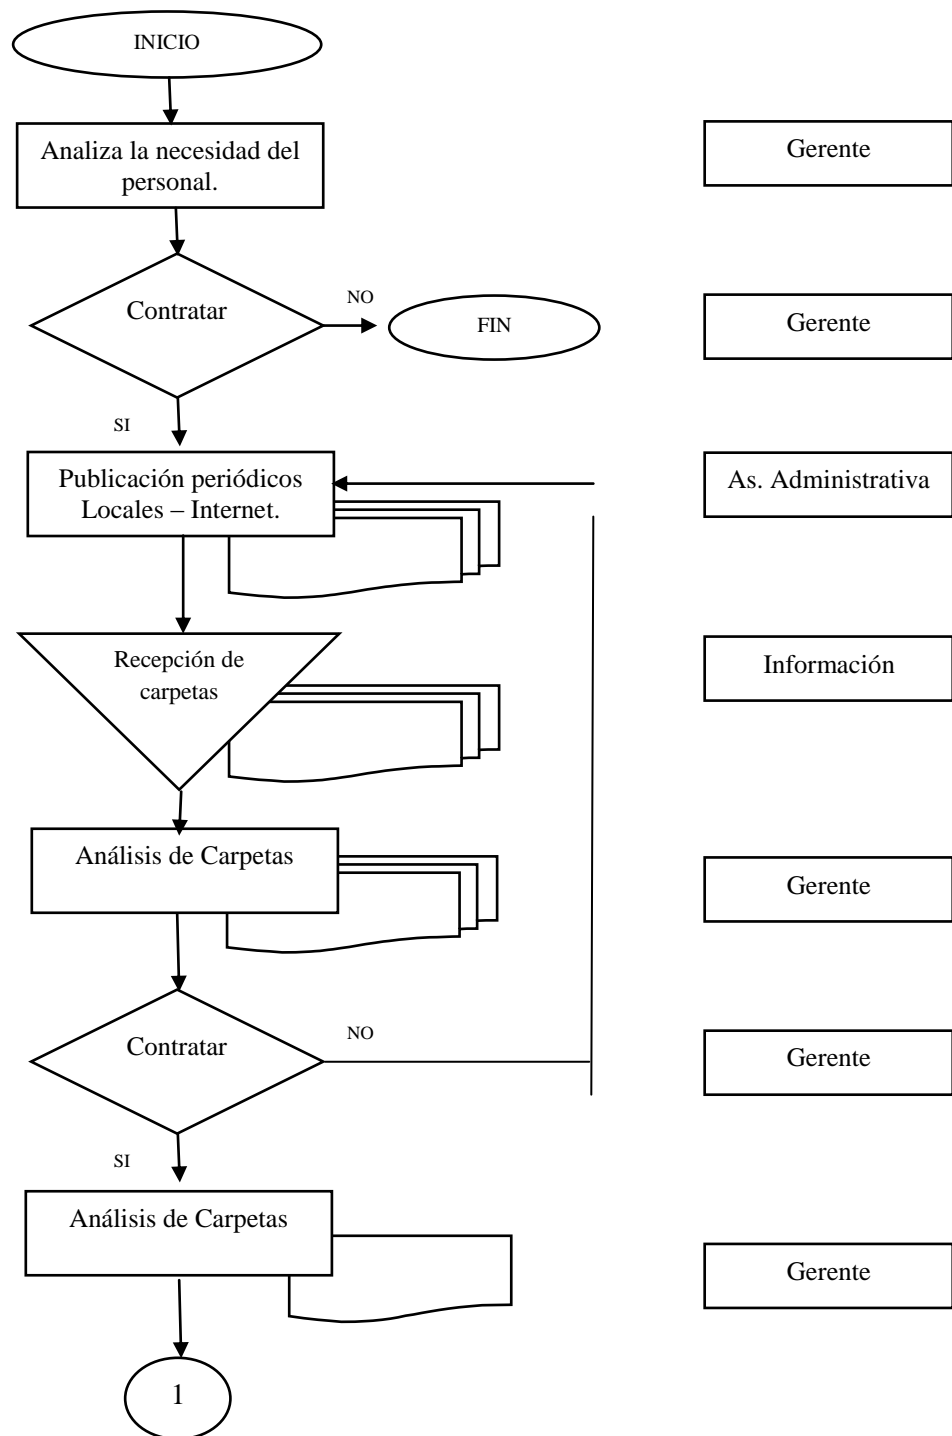 INICIO
Analiza la necesidad del
personal.
Gerente
Contratar
NO
FIN
Gerente
SI
Publicación periódicos
Locales – Internet.
As. Administrativa
Recepción de
carpetas
Información
Análisis de Carpetas
Gerente
Contratar
NO
Gerente
SI
Análisis de Carpetas
Gerente
1